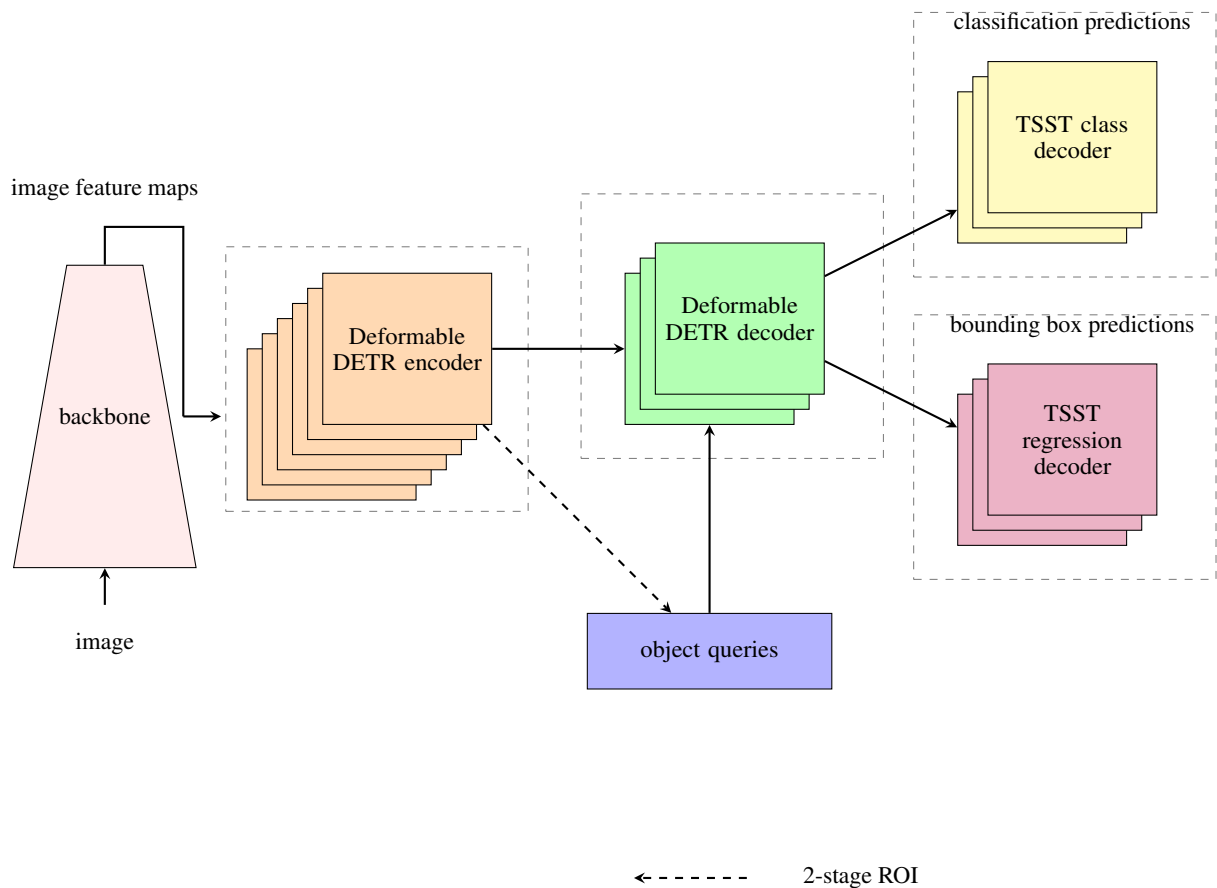 classification predictions
TSST class
decoder
image feature maps
Deformable
DETR encoder
Deformable
DETR decoder
bounding box predictions
backbone
TSST
regression
decoder
image
object queries
2-stage ROI